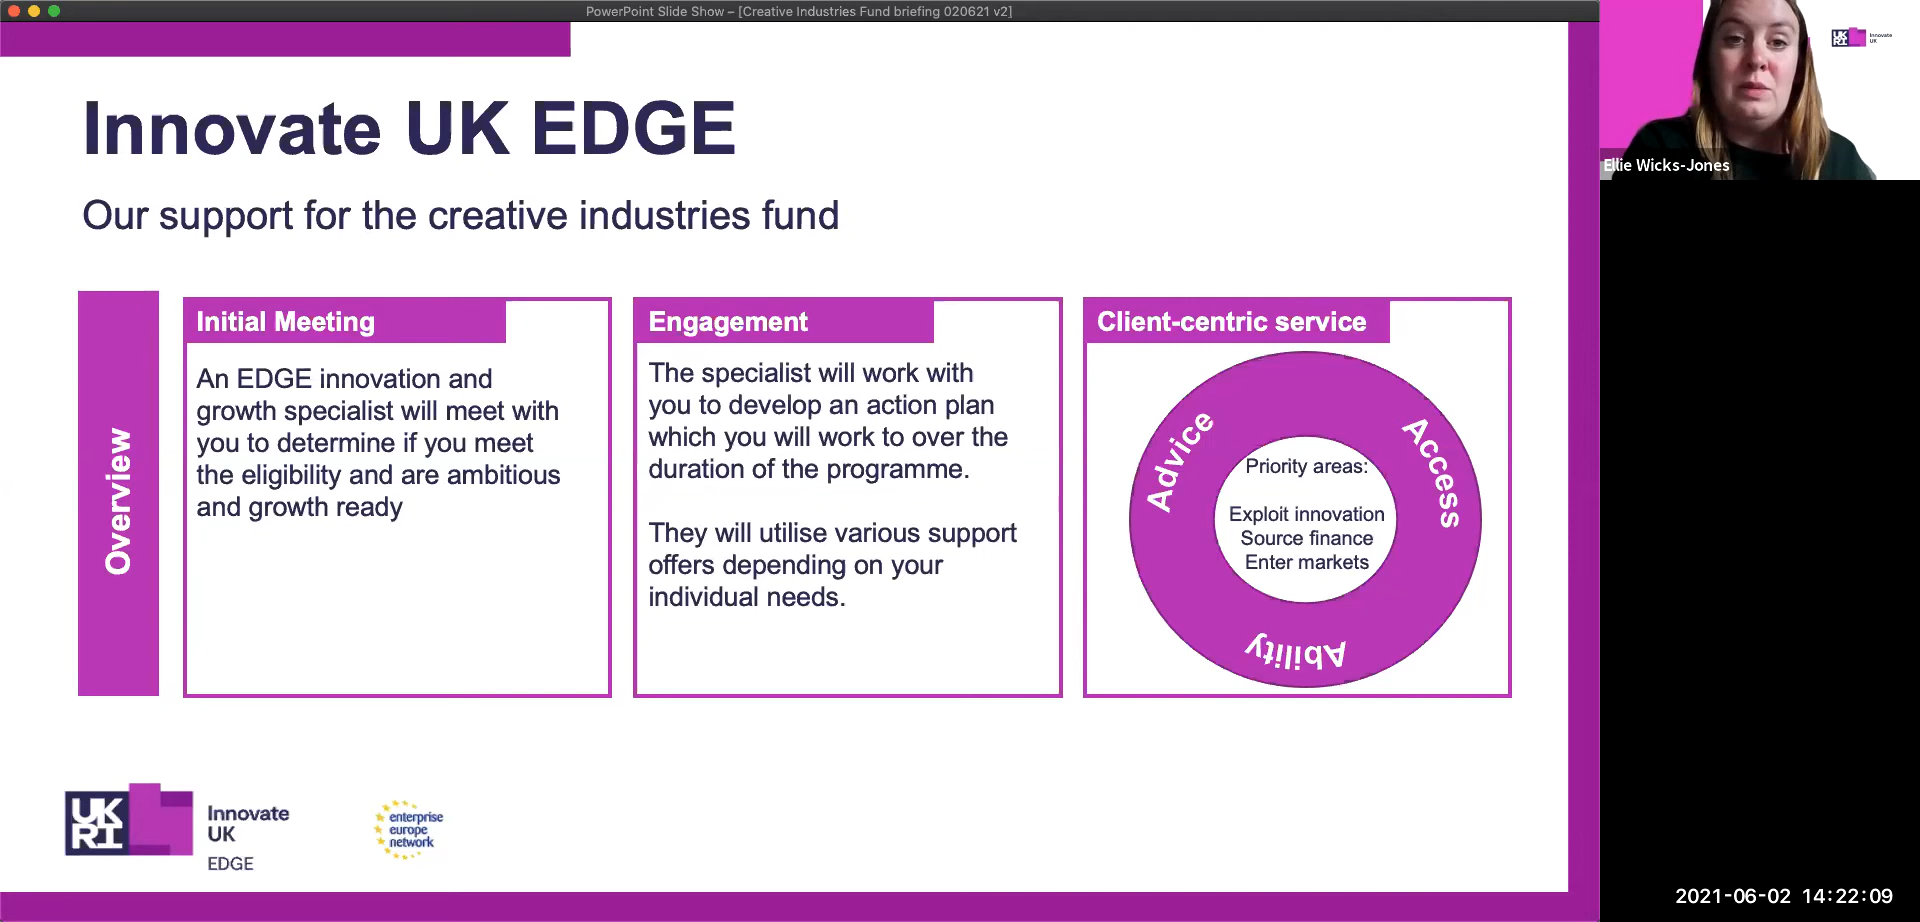 PowerPoint Slide Show – [Creative Industries Fund briefing 020621 v2]
Innovate UK EDGE
Our support for the creative industries fund
Overview
Initial Meeting
An EDGE innovation and
growth specialist will meet with
you to determine if you meet
the eligibility and are ambitious
and growth ready
Engagement
The specialist will work with
you to develop an action plan
which you will work to over the
duration of the programme.
They will utilise various support
offers depending on your
individual needs.
Client-centric service
Advice
Access
Ability
Priority areas:
Exploit innovation
Source finance
Enter markets
UK
RI
Innovate
UK
EDGE
enterprise
europe
network
UK
RI
Innovate
UK
Ellie Wicks-Jones
2021-06-02 14:22:09